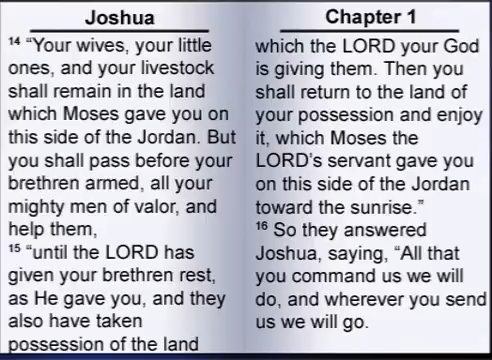 Joshua
14 “Your wives, your little
ones, and your livestock
shall remain in the land
which Moses gave you on
this side of the Jordan. But
you shall pass before your
brethren armed, all your
mighty men of valor, and
help them,
15 “until the LORD has
given your brethren rest,
as He gave you, and they
also have taken
possession of the land
Chapter 1
which the LORD your God
is giving them. Then you
shall return to the land of
your possession and enjoy
it, which Moses the
LORD’s servant gave you
on this side of the Jordan
toward the sunrise.”
16 So they answered
Joshua, saying, “All that
you command us we will
do, and wherever you send
us we will go.